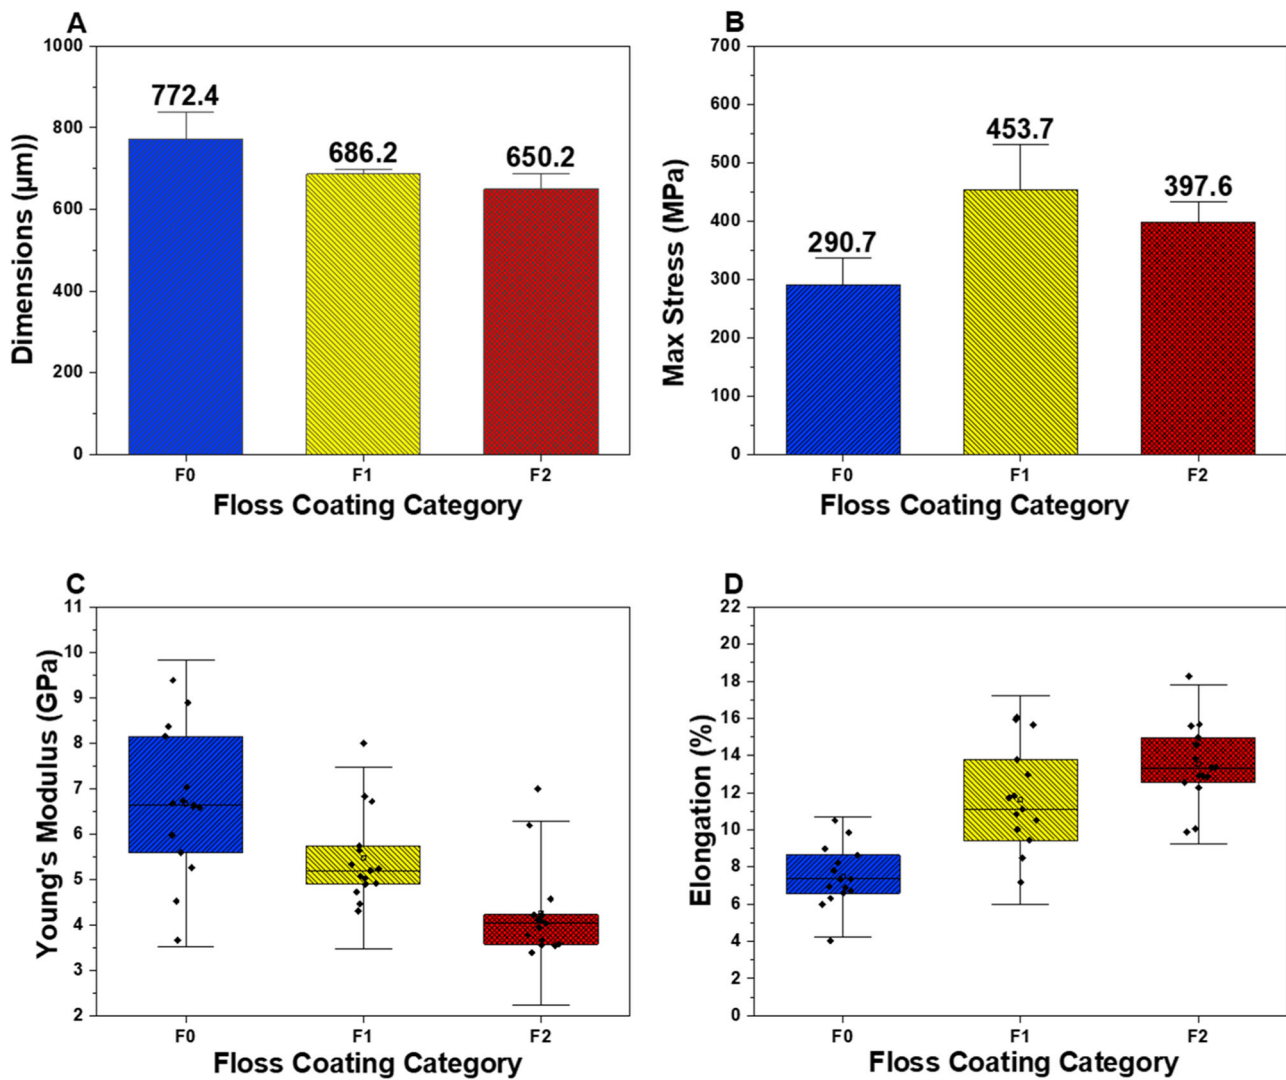 A
1000
800
600
400
200
0
Dimensions (µm))
772.4
686.2
650.2
F0 F1 F2
Floss Coating Category
B
700
600
500
400
300
200
100
0
Max Stress (MPa)
290.7
453.7
397.6
F0 F1 F2
Floss Coating Category
C
11
10
9
8
7
6
5
4
3
2
Young's Modulus (GPa)
F0 F1 F2
Floss Coating Category
D
22
20
18
16
14
12
10
8
6
4
2
0
Elongation (%)
F0 F1 F2
Floss Coating Category